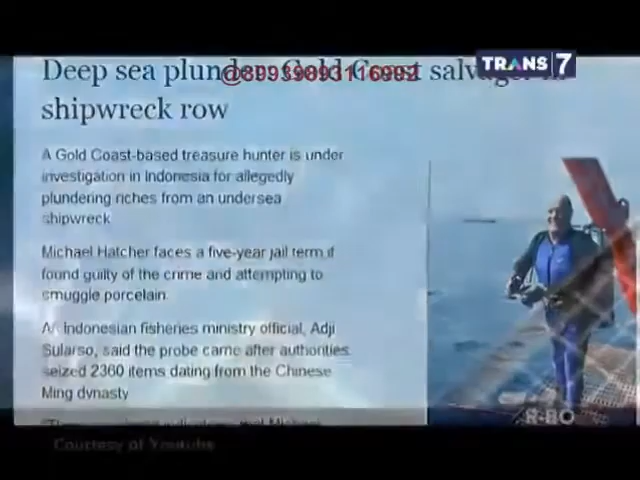 Deep sea plunder: Gold Coast salvager in
@899398931 16992
TRANS 7
shipwreck row
A Gold Coast-based treasure hunter is under
investigation in Indonesia for allegedly
plundering riches from an undersea
shipwreck.
Michael Hatcher faces a five-year jail term if
found guilty of the crime and attempting to
smuggle porcelain.
An Indonesian fisheries ministry official, Adji
Sularso, said the probe came after authorities
seized 2360 items dating from the Chinese
Ming dynasty
R-BO
Courtesy of Youtube